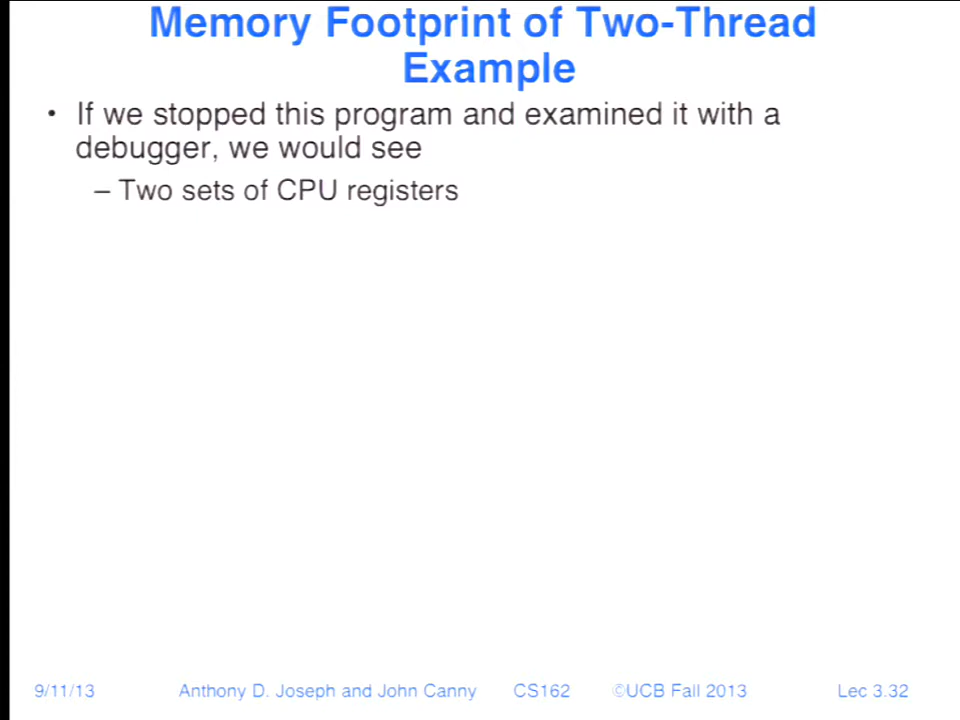 Memory Footprint of Two-Thread
Example
• If we stopped this program and examined it with a
debugger, we would see
– Two sets of CPU registers
9/11/13 Anthony D. Joseph and John Canny CS162 ©UCB Fall 2013 Lec 3.32